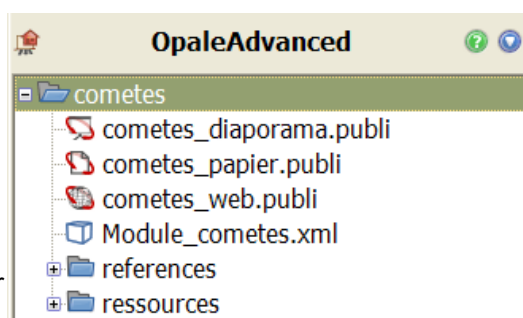 OpaleAdvanced
cometes
cometes_diaporama.publi
cometes_papier.publi
cometes_web.publi
Module_cometes.xml
references
ressources